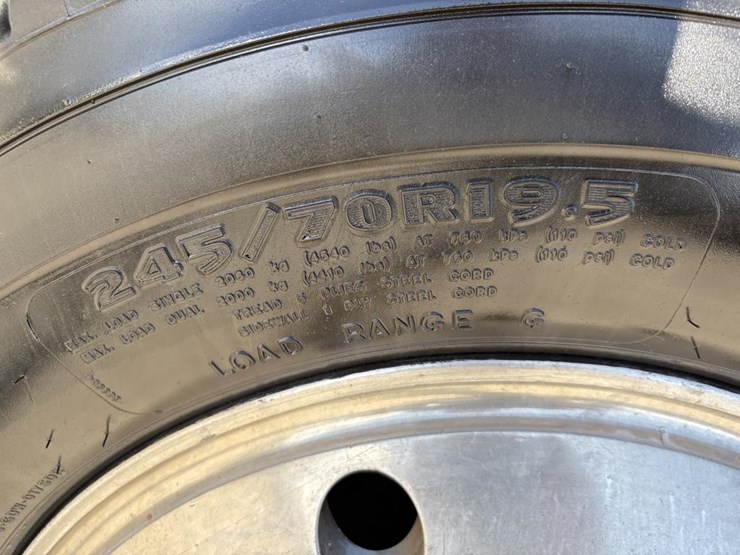 245/70R19.5
MAX. LOAD SINGLE 2060 kg (4540 lbs) AT 760 kPa (110 psi) COLD
MAX. LOAD DUAL 2000 kg (4410 lbs) AT 760 kPa (110 psi) COLD
TREAD 5 PLIES STEEL CORD
SIDEWALL 1 PLY STEEL CORD
LOAD RANGE G